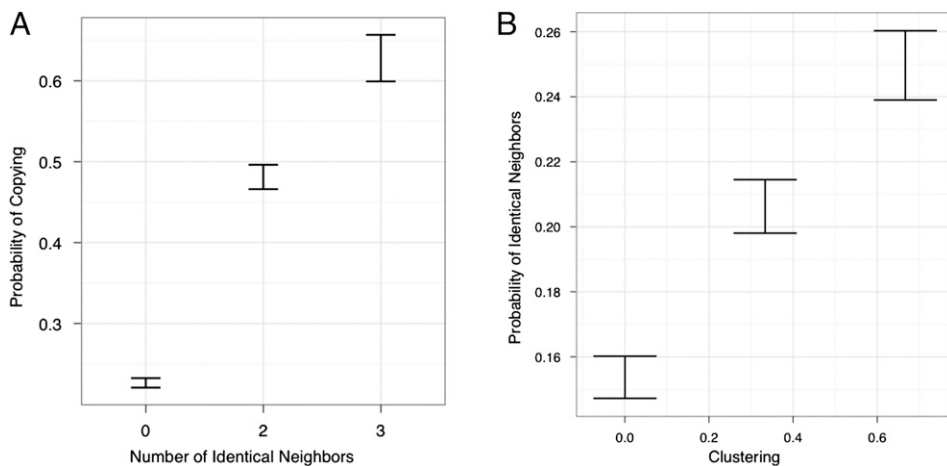 A
Probability of Copying
0.6
0.5
0.4
0.3
0
2
3
Number of Identical Neighbors
B
Probability of Identical Neighbors
0.26
0.24
0.22
0.20
0.18
0.16
0.0
0.2
0.4
0.6
Clustering